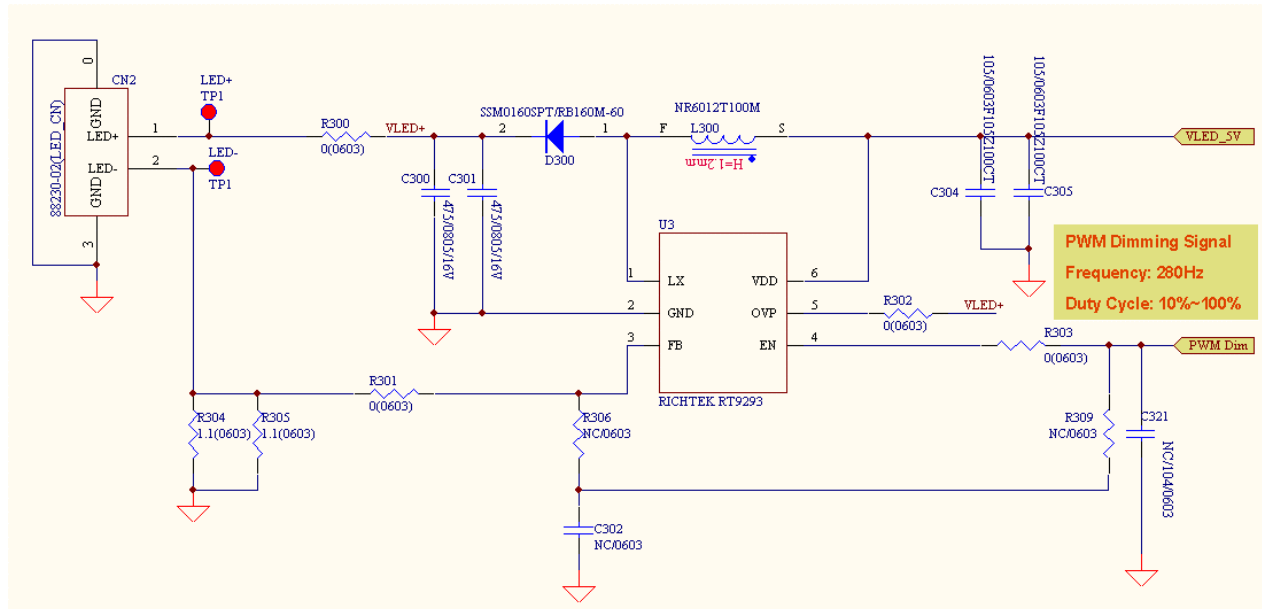 0
CN2
GND
LED+
LED-
GND
88230-02(LED_CN)
3
1
2
LED+
TP1
LED-
TP1
R300
0(0603)
VLED+
SSM0160SPT/RB160M-60
2
1
D300
NR6012T100M
F
L300
S
H=1.2mm
C300
475/0805/16V
C301
475/0805/16V
105/0603F105Z100CT
105/0603F105Z100CT
C304
C305
VLED_5V
PWM Dimming Signal
Frequency: 280Hz
Duty Cycle: 10%~100%
U3
1
LX
VDD
6
2
GND
OVP
5
3
FB
EN
4
RICHTEK RT9293
R302
0(0603)
VLED+
R303
0(0603)
PWM Dim
R301
0(0603)
R304
1.1(0603)
R305
1.1(0603)
R306
NC/0603
R309
NC/0603
C321
NC/104/0603
C302
NC/0603